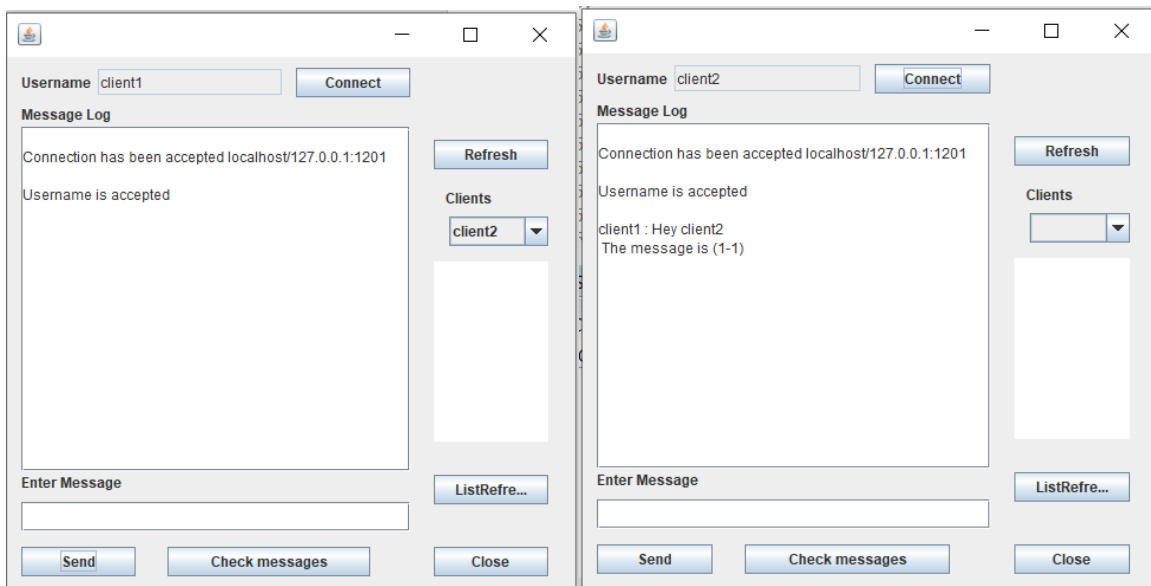 Username client1 Connect
Message Log
Connection has been accepted localhost/127.0.0.1:1201
Username is accepted
Refresh
Clients
client2
Enter Message
ListRefre...
Send Check messages Close
Username client2 Connect
Message Log
Connection has been accepted localhost/127.0.0.1:1201
Username is accepted
client1 : Hey client2
The message is (1-1)
Refresh
Clients
Enter Message
ListRefre...
Send Check messages Close